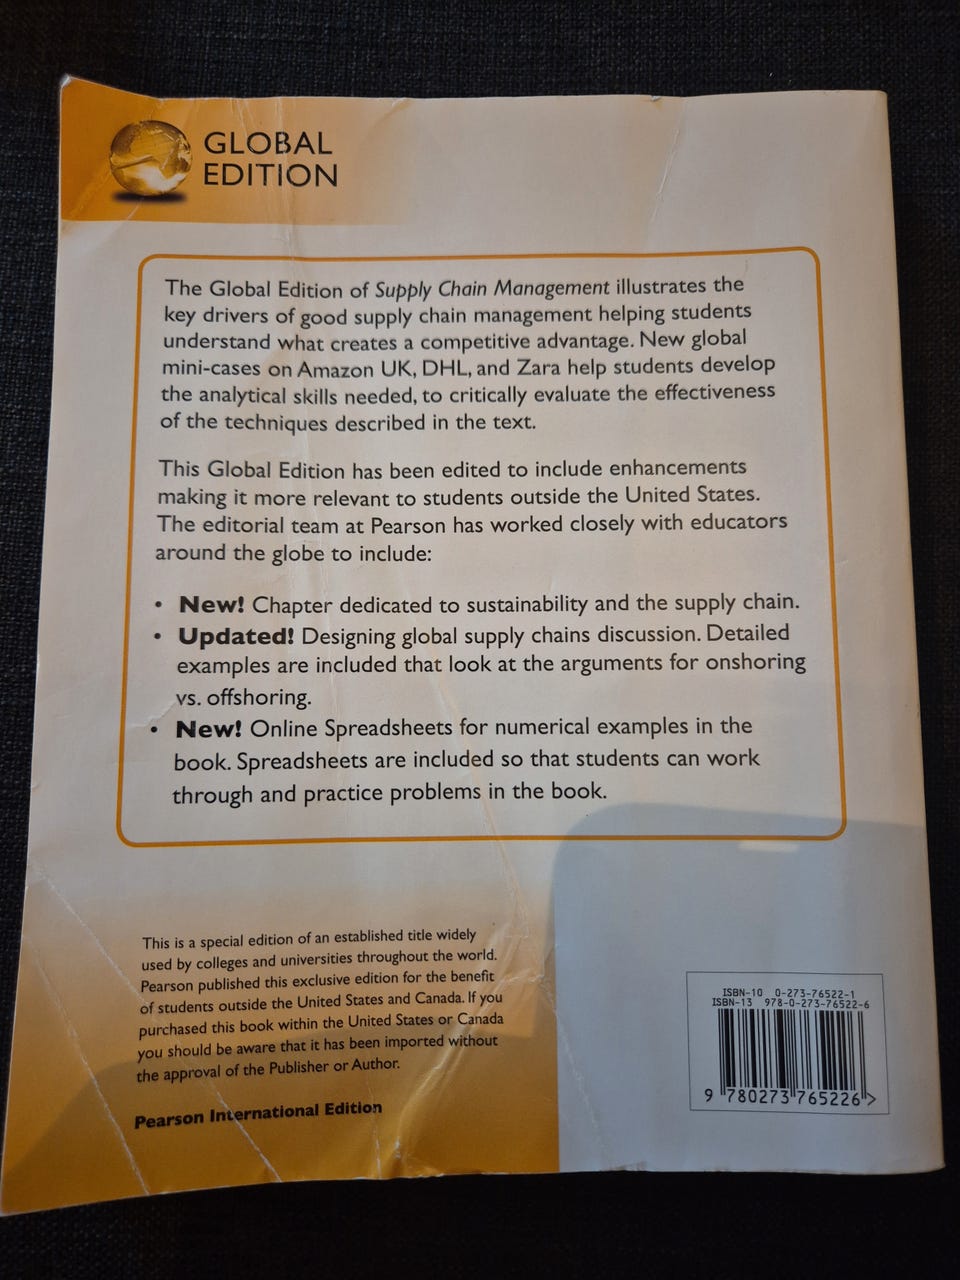 GLOBAL
EDITION
The Global Edition of Supply Chain Management illustrates the
key drivers of good supply chain management helping students
understand what creates a competitive advantage. New global
mini-cases on Amazon UK, DHL, and Zara help students develop
the analytical skills needed, to critically evaluate the effectiveness
of the techniques described in the text.
This Global Edition has been edited to include enhancements
making it more relevant to students outside the United States.
The editorial team at Pearson has worked closely with educators
around the globe to include:
• New! Chapter dedicated to sustainability and the supply chain.
• Updated! Designing global supply chains discussion. Detailed
examples are included that look at the arguments for onshoring
vs. offshoring.
• New! Online Spreadsheets for numerical examples in the
book. Spreadsheets are included so that students can work
through and practice problems in the book.
This is a special edition of an established title widely
used by colleges and universities throughout the world.
Pearson published this exclusive edition for the benefit
of students outside the United States and Canada. If you
purchased this book within the United States or Canada
you should be aware that it has been imported without
the approval of the Publisher or Author.
Pearson International Edition
ISBN-10 0-273-76522-1
ISBN-13 978-0-273-76522-6
9 780273 765226 >